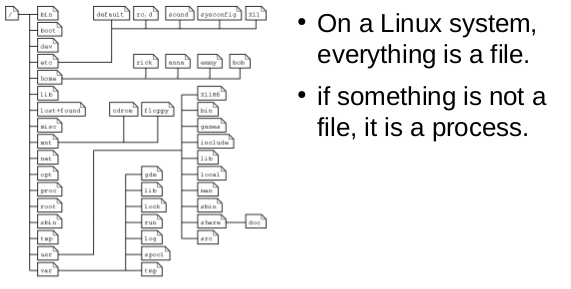 / bin default rc.d sound sysconfig X11
boot
dev
etc
rick anna emmy bob
home
lib X11R6
lost+found cdrom floppy bin
misc games
mnt include
net lib
opt gdm local
proc lib man
root lock sbin
sbin run share doc
tmp log src
usr spool
var tmp
• On a Linux system,
everything is a file.
• if something is not a
file, it is a process.